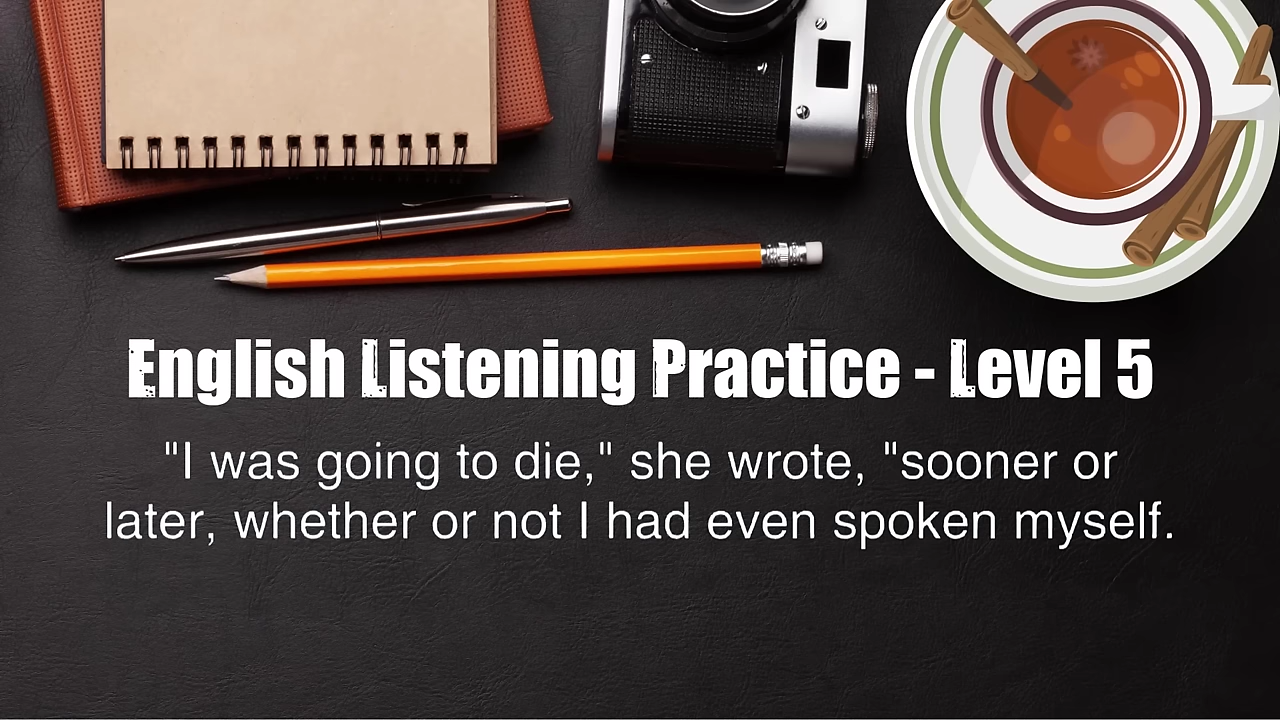 English Listening Practice - Level 5
"I was going to die," she wrote, "sooner or
later, whether or not I had even spoken myself.